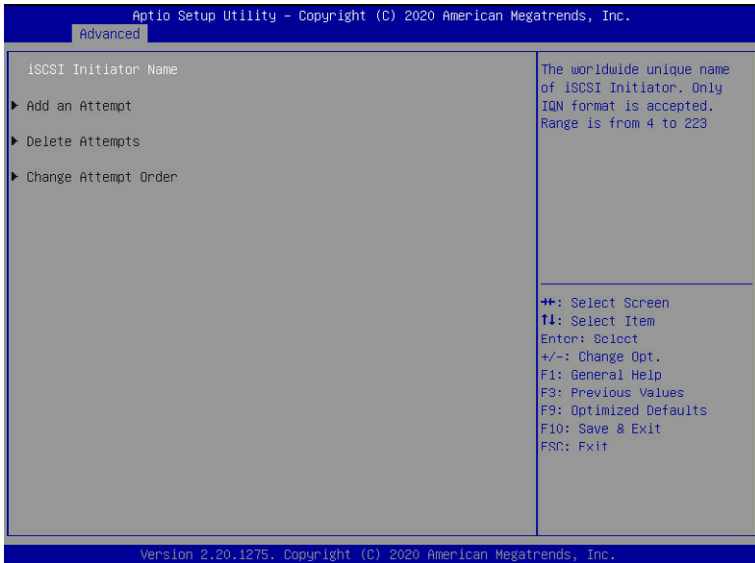 Aptio Setup Utility – Copyright (C) 2020 American Megatrends, Inc.
Advanced
iSCSI Initiator Name
▶ Add an Attempt
▶ Delete Attempts
▶ Change Attempt Order
The worldwide unique name
of iSCSI Initiator. Only
IQN format is accepted.
Range is from 4 to 223
→←: Select Screen
↑↓: Select Item
Enter: Select
+/-: Change Opt.
F1: General Help
F3: Previous Values
F9: Optimized Defaults
F10: Save & Exit
ESC: Exit
Version 2.20.1275. Copyright (C) 2020 American Megatrends, Inc.